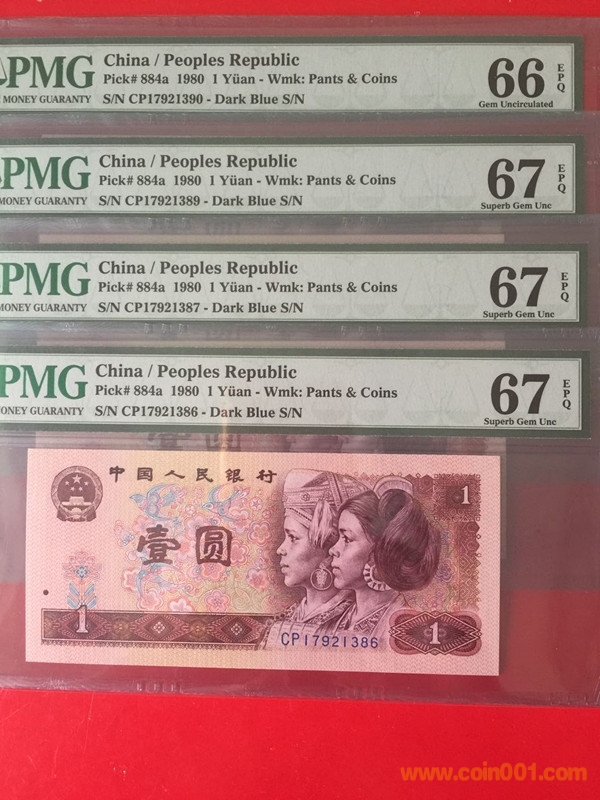 PMG
MONEY GUARANTY
China / Peoples Republic
Pick# 884a 1980 1 Yüan - Wmk: Pants & Coins
S/N CP17921390 - Dark Blue S/N
66
EPQ
Gem Uncirculated
PMG
MONEY GUARANTY
China / Peoples Republic
Pick# 884a 1980 1 Yüan - Wmk: Pants & Coins
S/N CP17921389 - Dark Blue S/N
67
EPQ
Superb Gem Unc
PMG
MONEY GUARANTY
China / Peoples Republic
Pick# 884a 1980 1 Yüan - Wmk: Pants & Coins
S/N CP17921387 - Dark Blue S/N
67
EPQ
Superb Gem Unc
PMG
ONEY GUARANTY
China / Peoples Republic
Pick# 884a 1980 1 Yüan - Wmk: Pants & Coins
S/N CP17921386 - Dark Blue S/N
67
EPQ
Superb Gem Unc
中国人民银行
1
壹圆
1
CP17921386
1
www.coin001.com